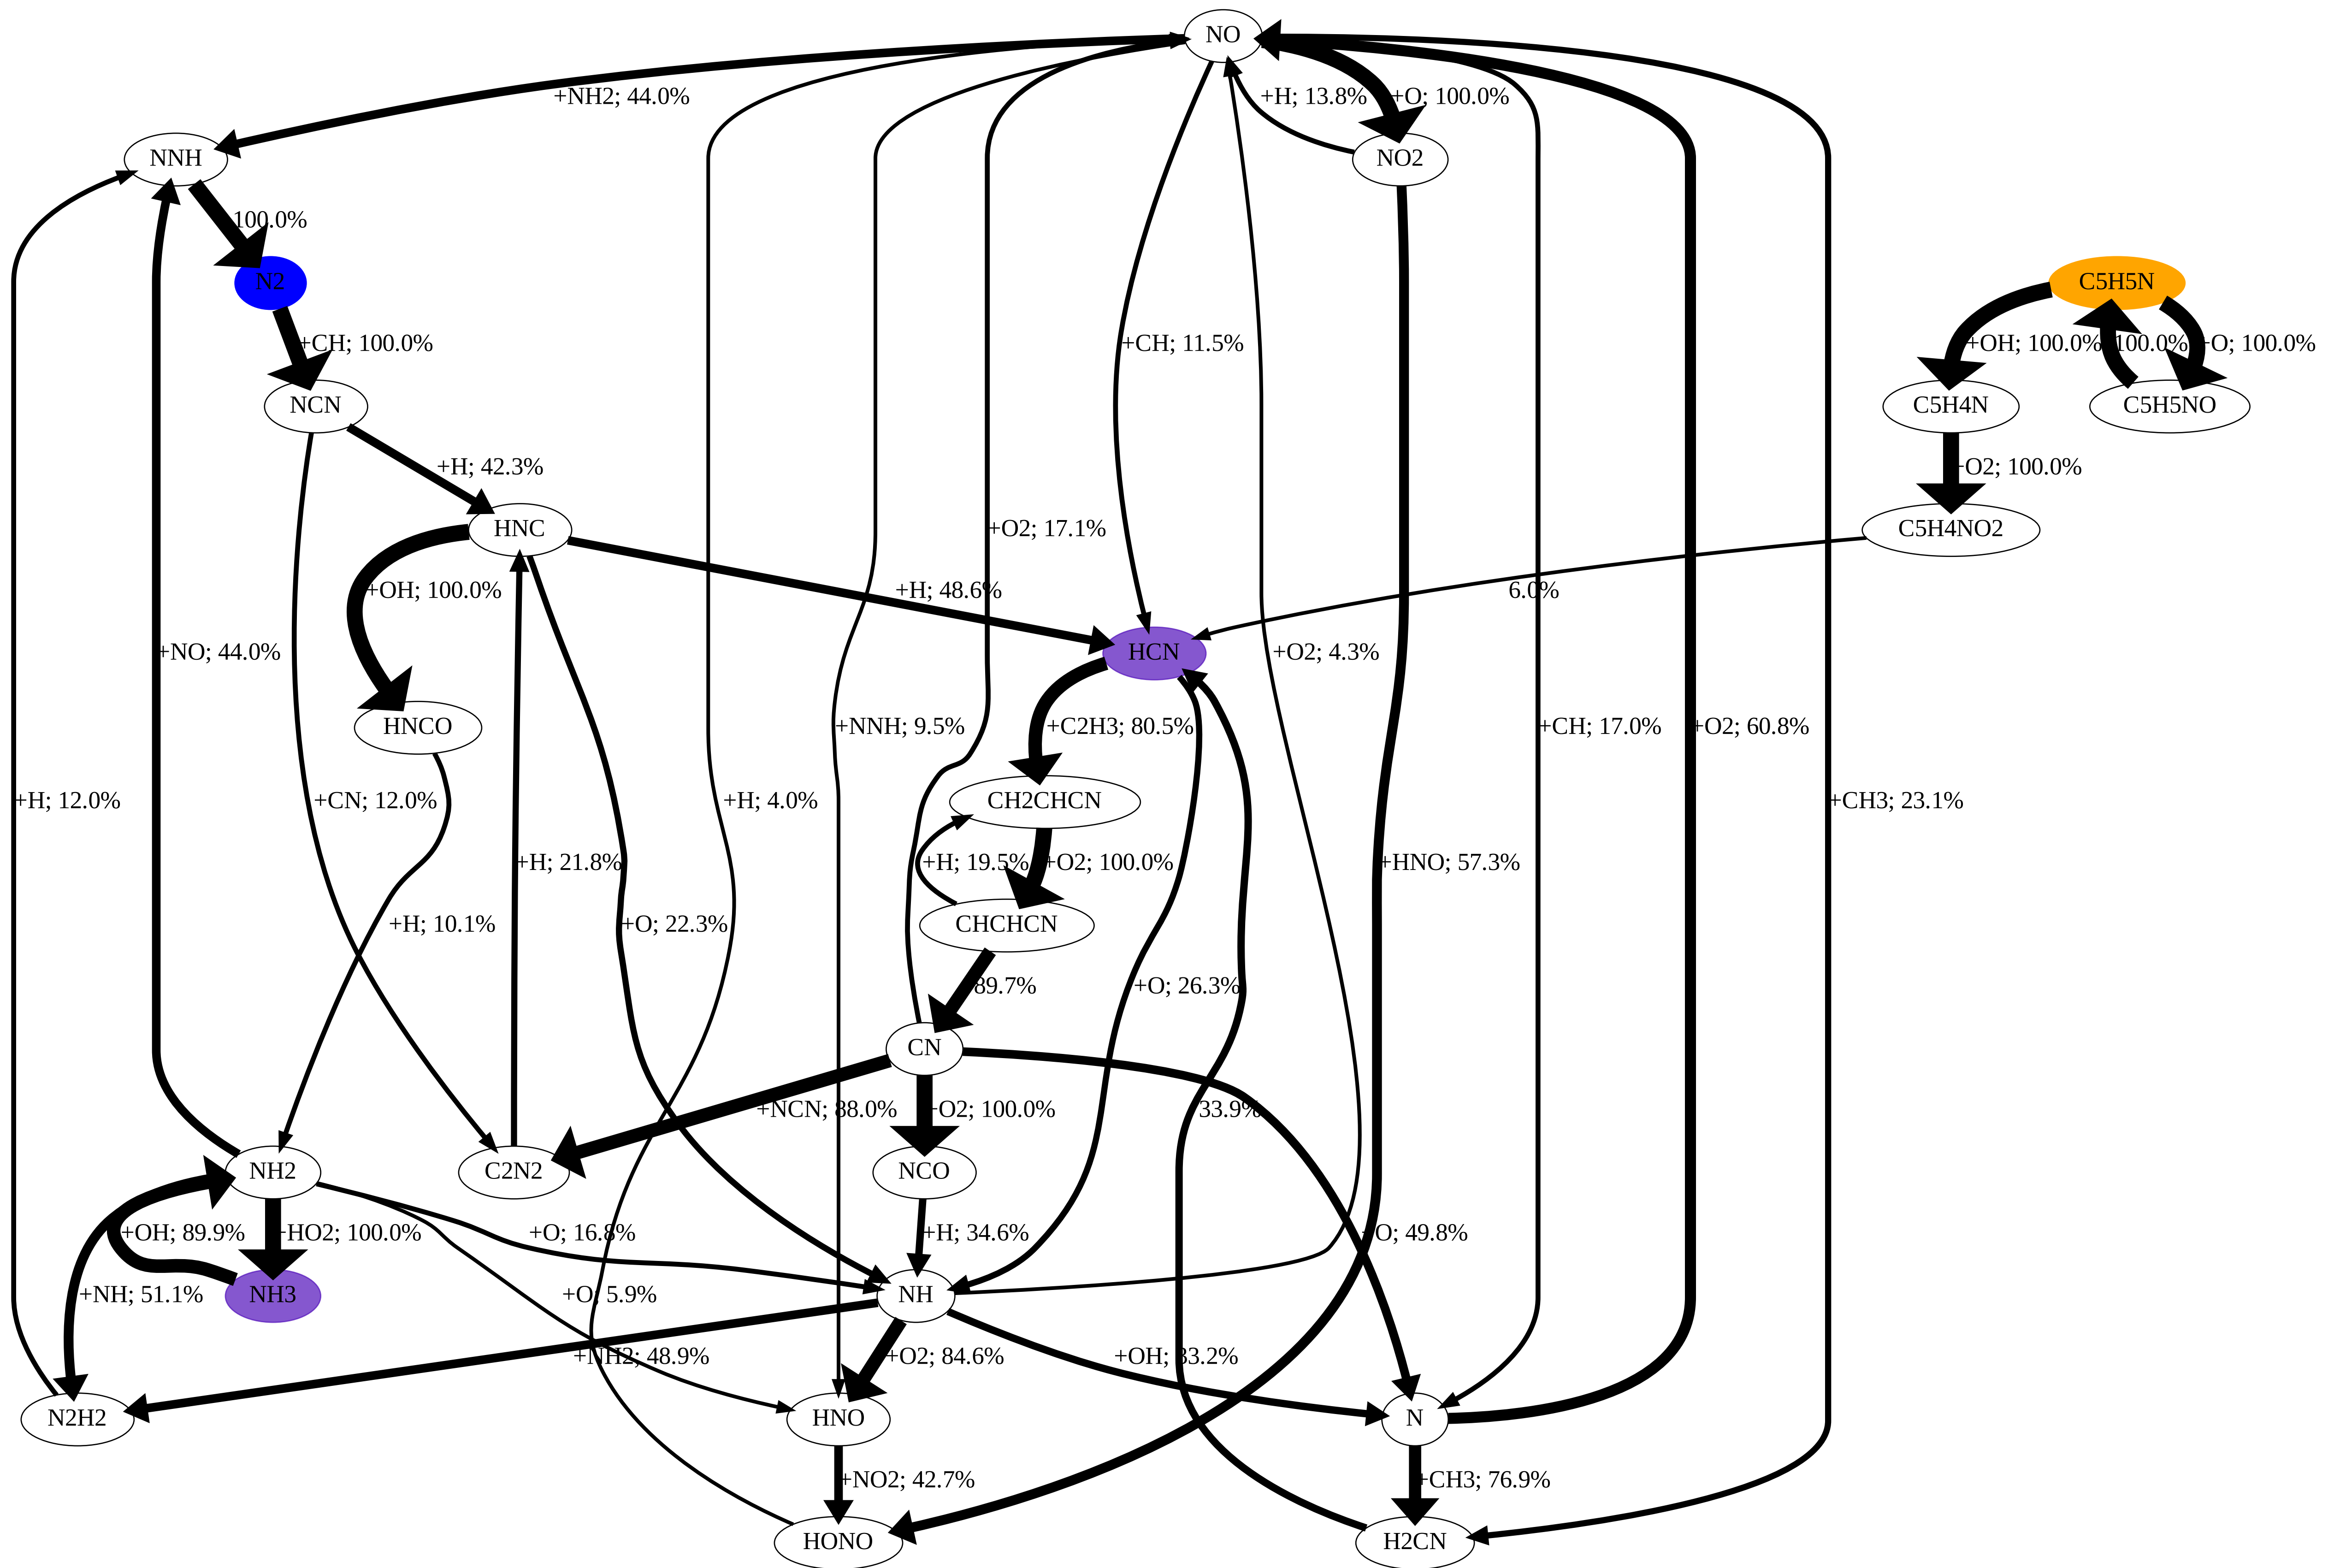 NO
+NH2; 44.0%
+H; 13.8%
+O; 100.0%
NNH
NO2
100.0%
N2
C5H5N
+CH; 100.0%
+CH; 11.5%
+OH; 100.0%
100.0%
+O; 100.0%
NCN
C5H4N
C5H5NO
+H; 42.3%
+O2; 100.0%
HNC
+O2; 17.1%
C5H4NO2
+OH; 100.0%
+H; 48.6%
6.0%
+NO; 44.0%
HCN
+O2; 4.3%
HNCO
+NNH; 9.5%
+C2H3; 80.5%
+CH; 17.0%
+O2; 60.8%
+H; 12.0%
+CN; 12.0%
+H; 4.0%
CH2CHCN
+CH3; 23.1%
+H; 21.8%
+H; 19.5%
+O2; 100.0%
+HNO; 57.3%
+H; 10.1%
+O; 22.3%
CHCHCN
89.7%
+O; 26.3%
CN
+NCN; 88.0%
+O2; 100.0%
33.9%
NH2
C2N2
NCO
+OH; 89.9%
+HO2; 100.0%
+O; 16.8%
+H; 34.6%
+O; 49.8%
+NH; 51.1%
NH3
+O; 5.9%
NH
+NH2; 48.9%
+O2; 84.6%
+OH; 33.2%
N2H2
HNO
N
+NO2; 42.7%
+CH3; 76.9%
HONO
H2CN